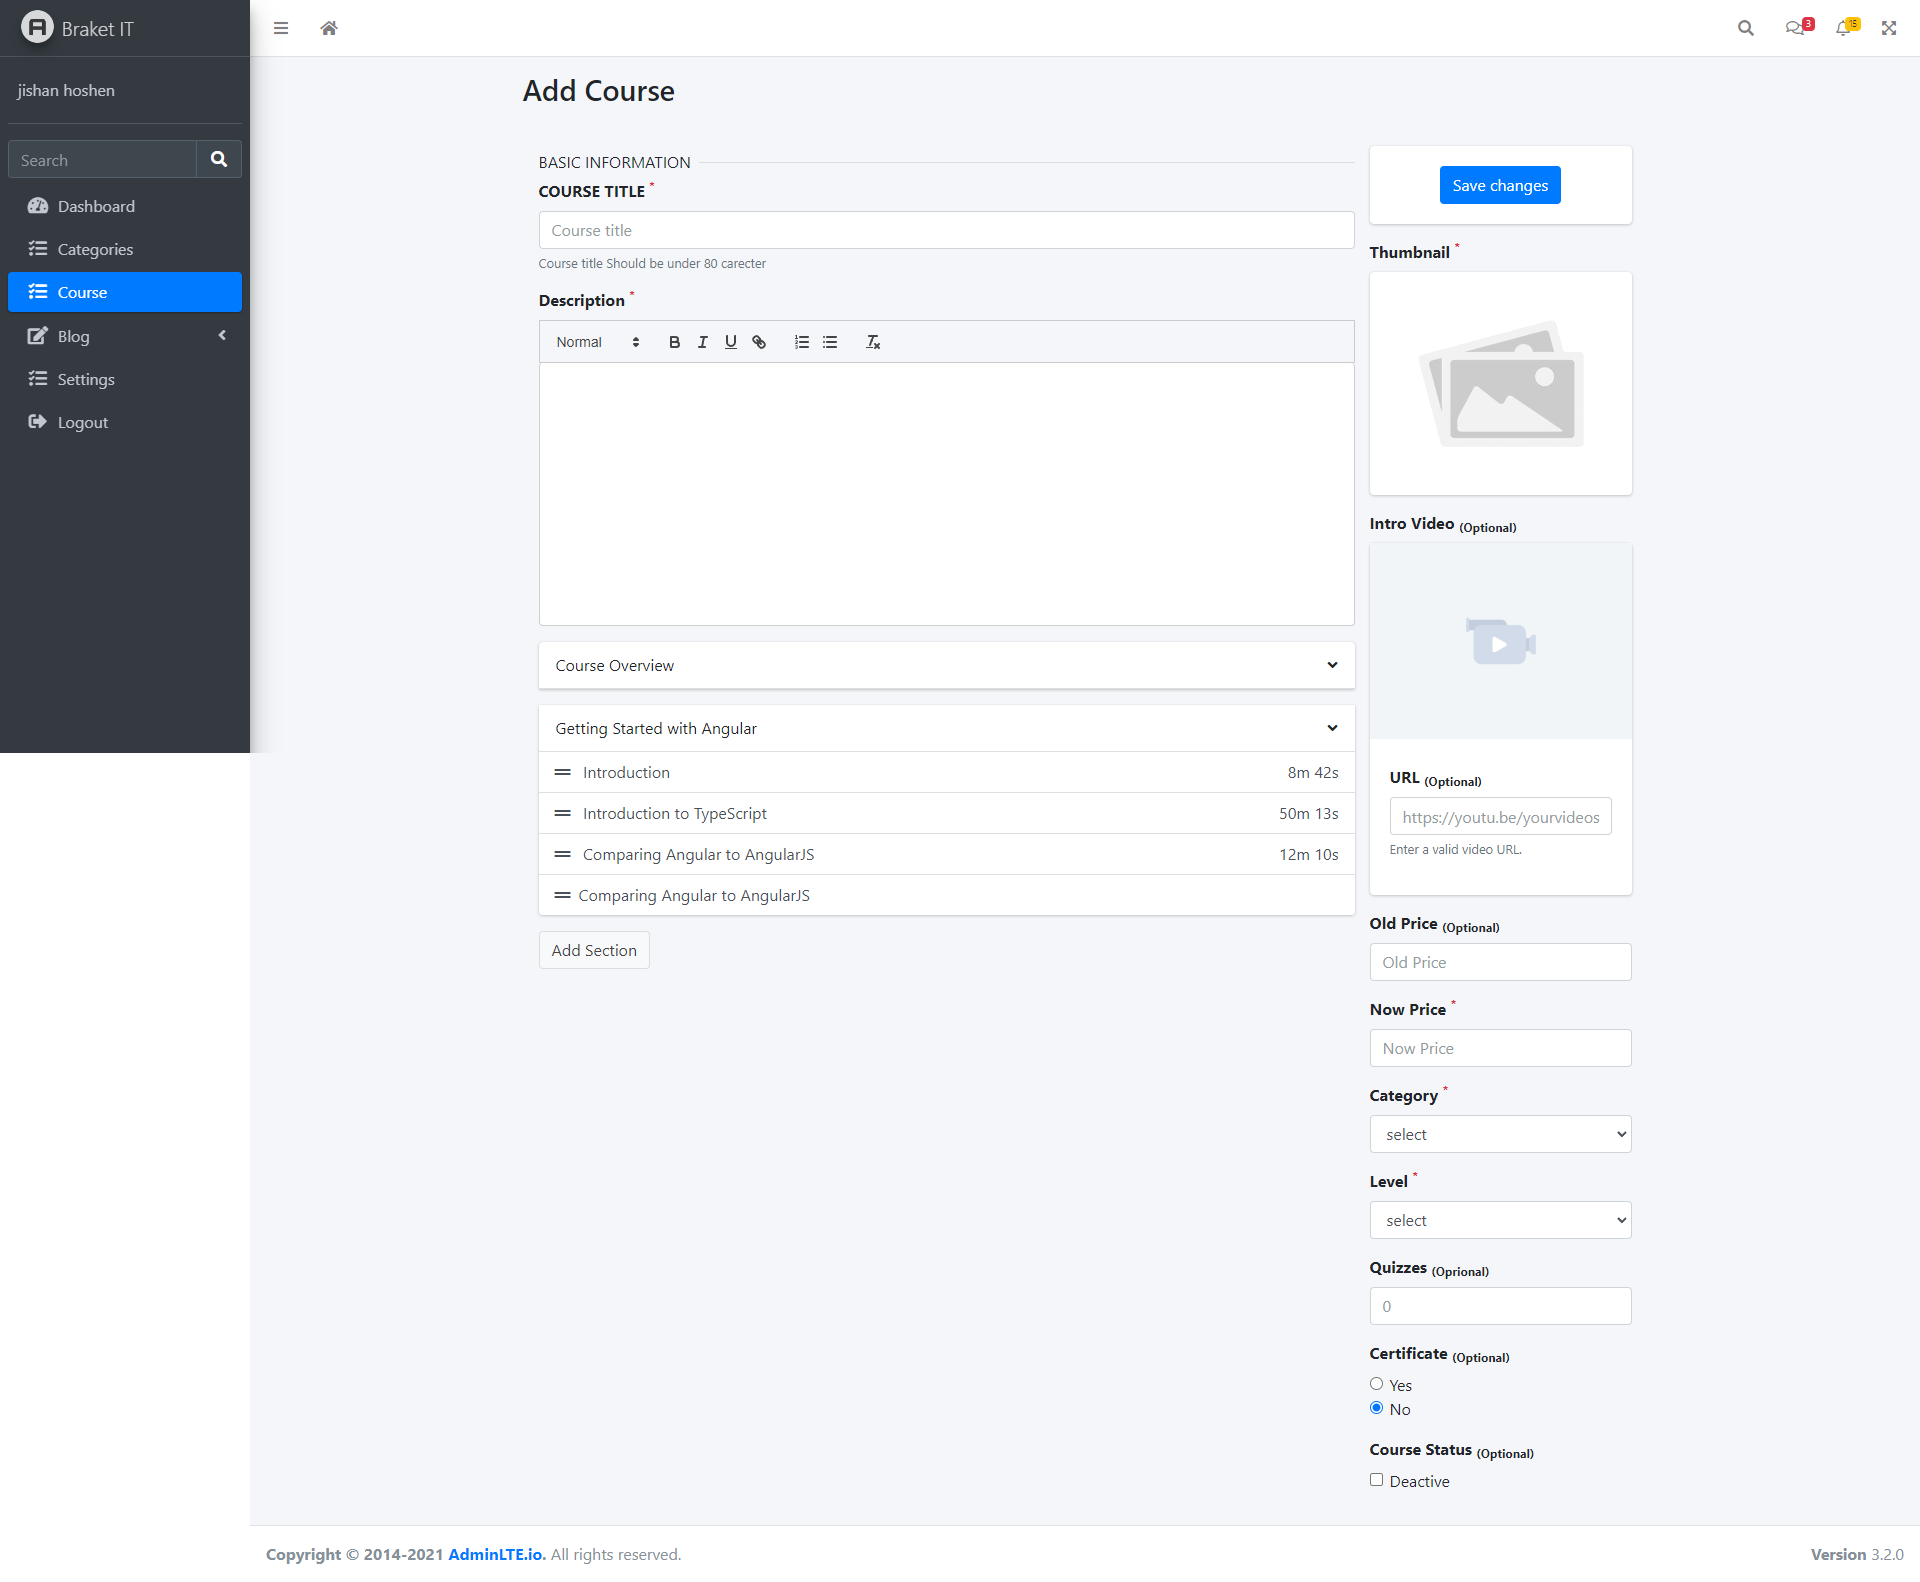 Braket IT
3
15
jishan hoshen
Search
Dashboard
Categories
Course
Blog
Settings
Logout
Add Course
BASIC INFORMATION
COURSE TITLE *
Course title
Course title Should be under 80 carecter
Description *
Normal
Course Overview
Getting Started with Angular
Introduction 8m 42s
Introduction to TypeScript 50m 13s
Comparing Angular to AngularJS 12m 10s
Comparing Angular to AngularJS
Add Section
Save changes
Thumbnail *
Intro Video (Optional)
URL (Optional)
https://youtu.be/yourvideos
Enter a valid video URL.
Old Price (Optional)
Old Price
Now Price *
Now Price
Category *
select
Level *
select
Quizzes (Oprional)
0
Certificate (Optional)
Yes
No
Course Status (Optional)
Deactive
Copyright © 2014-2021 AdminLTE.io. All rights reserved.
Version 3.2.0